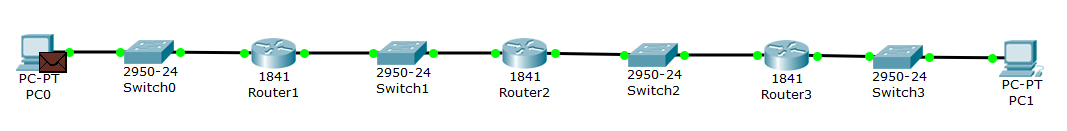 PC-PT
PC0
2950-24
Switch0
1841
Router1
2950-24
Switch1
1841
Router2
2950-24
Switch2
1841
Router3
2950-24
Switch3
PC-PT
PC1